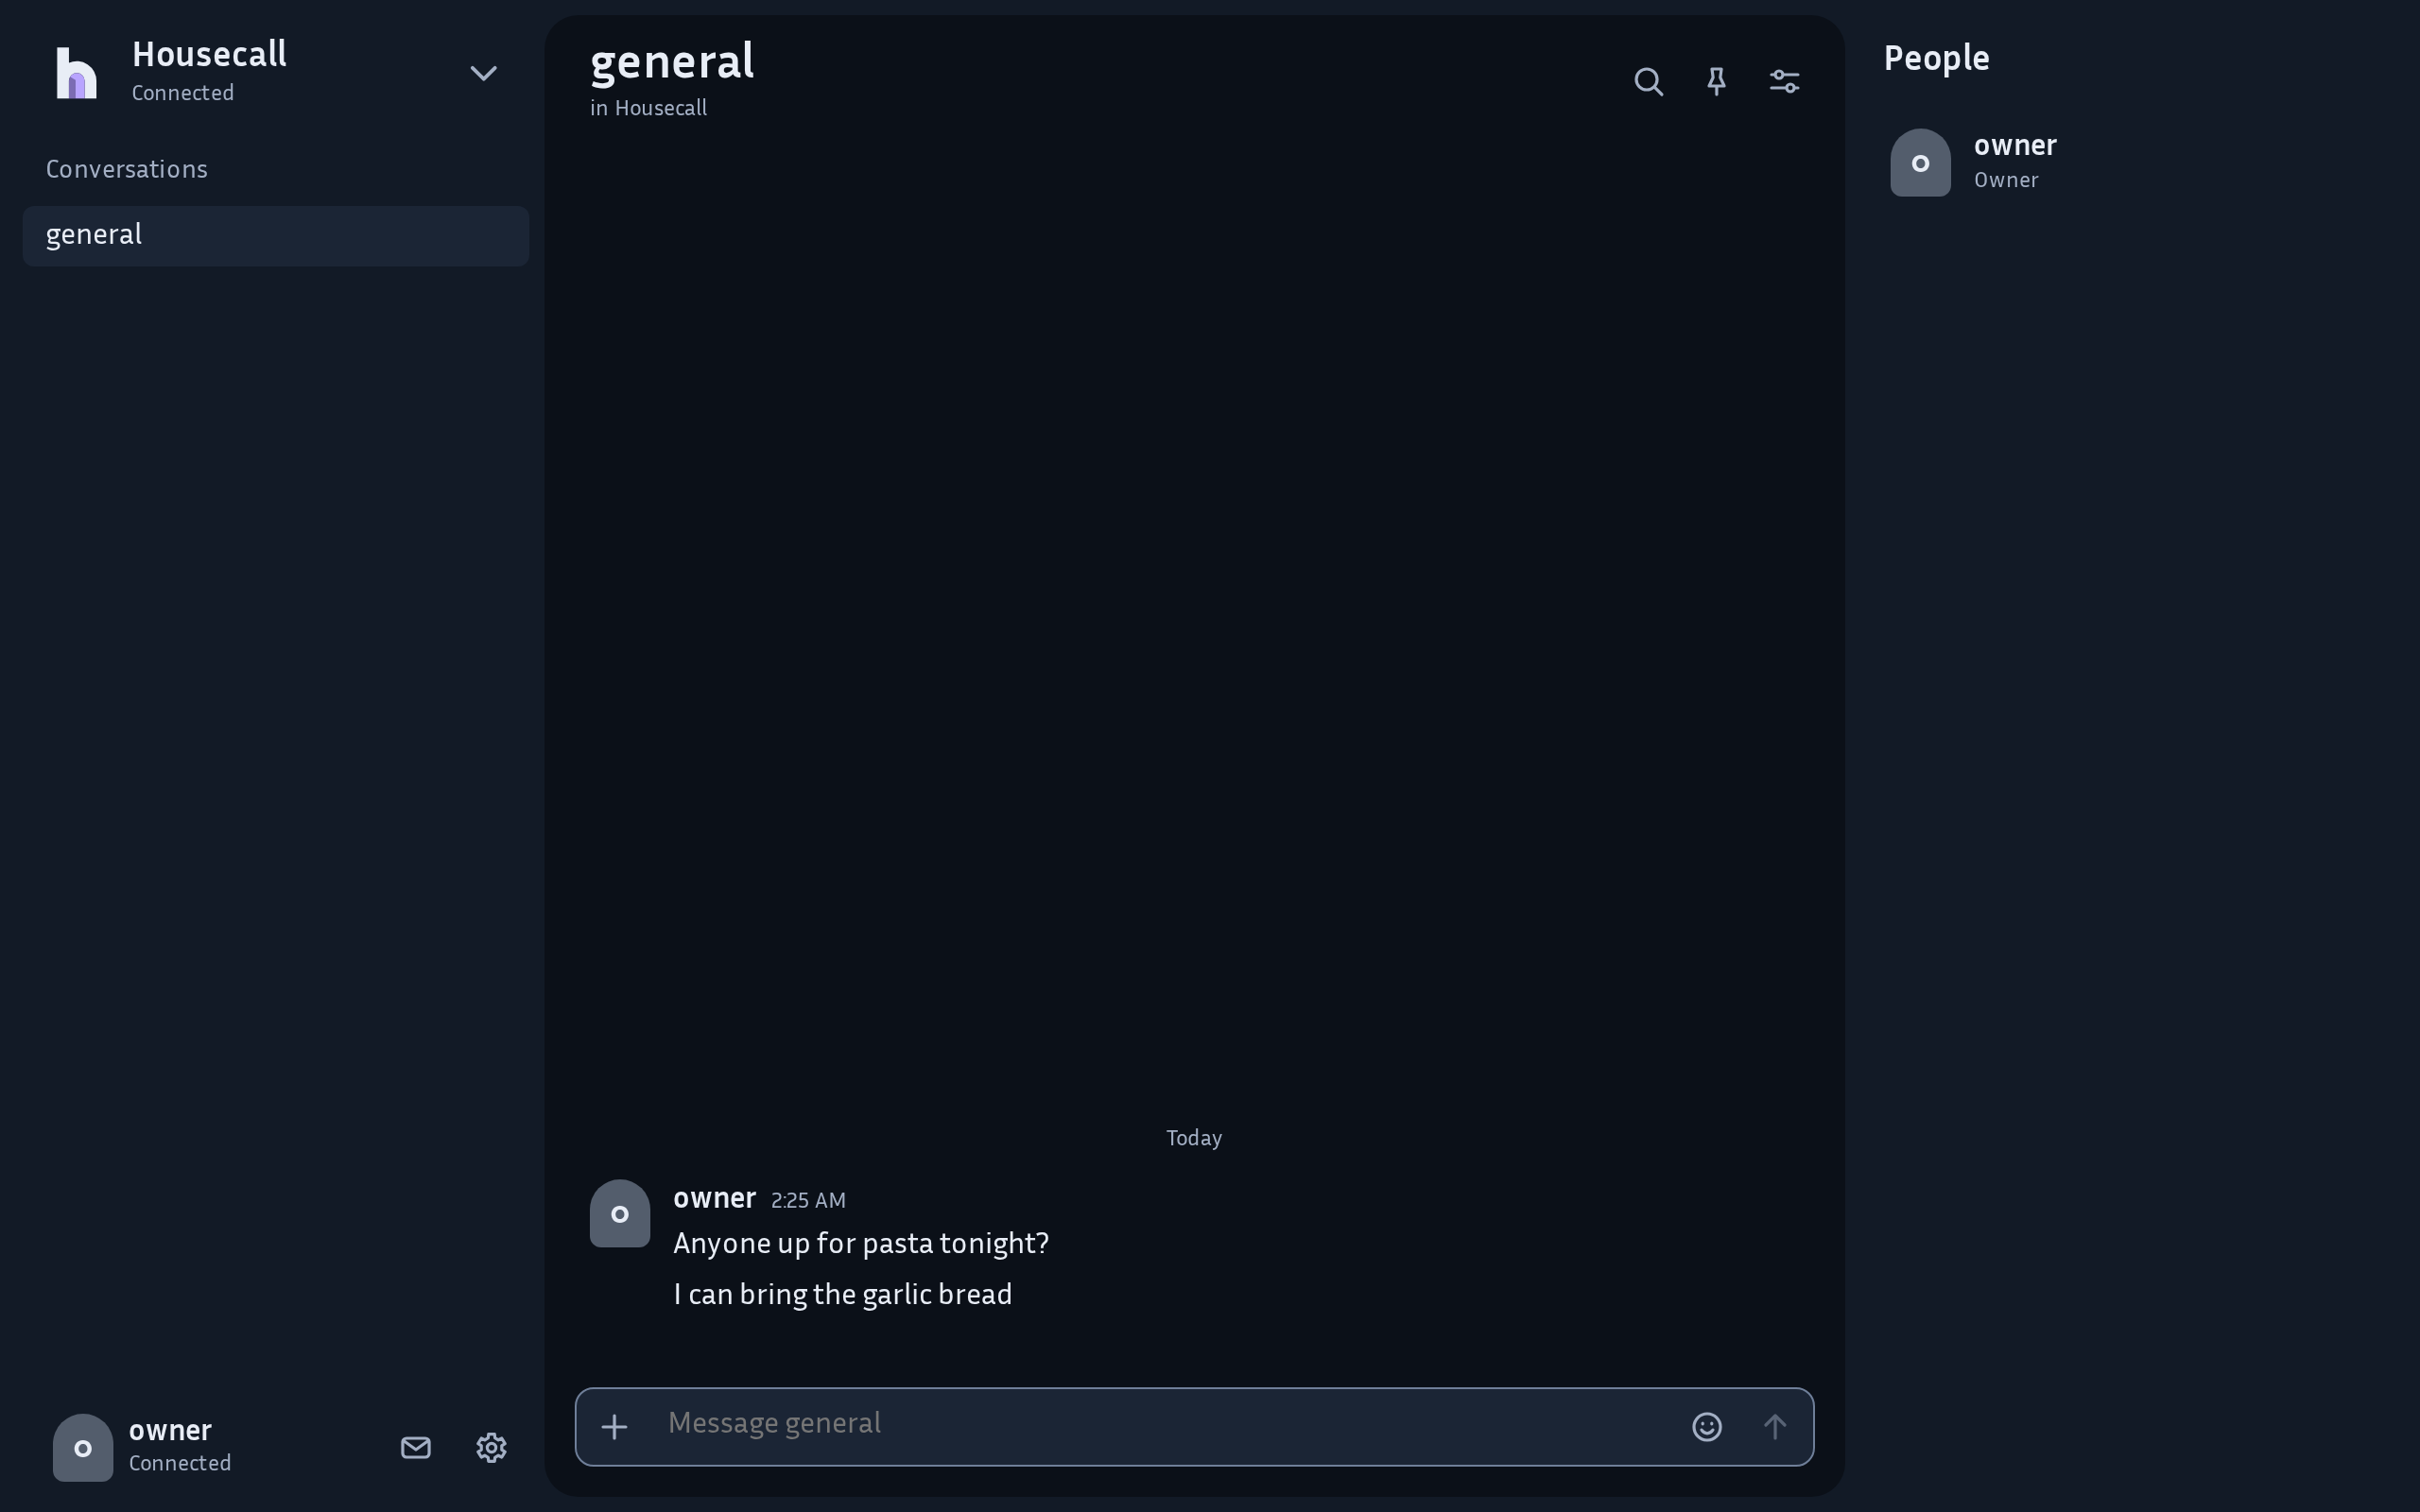 Housecall
Connected
Conversations
general
owner
Connected
general
in Housecall
Today
owner 2:25 AM
Anyone up for pasta tonight?
I can bring the garlic bread
Message general
People
owner
Owner